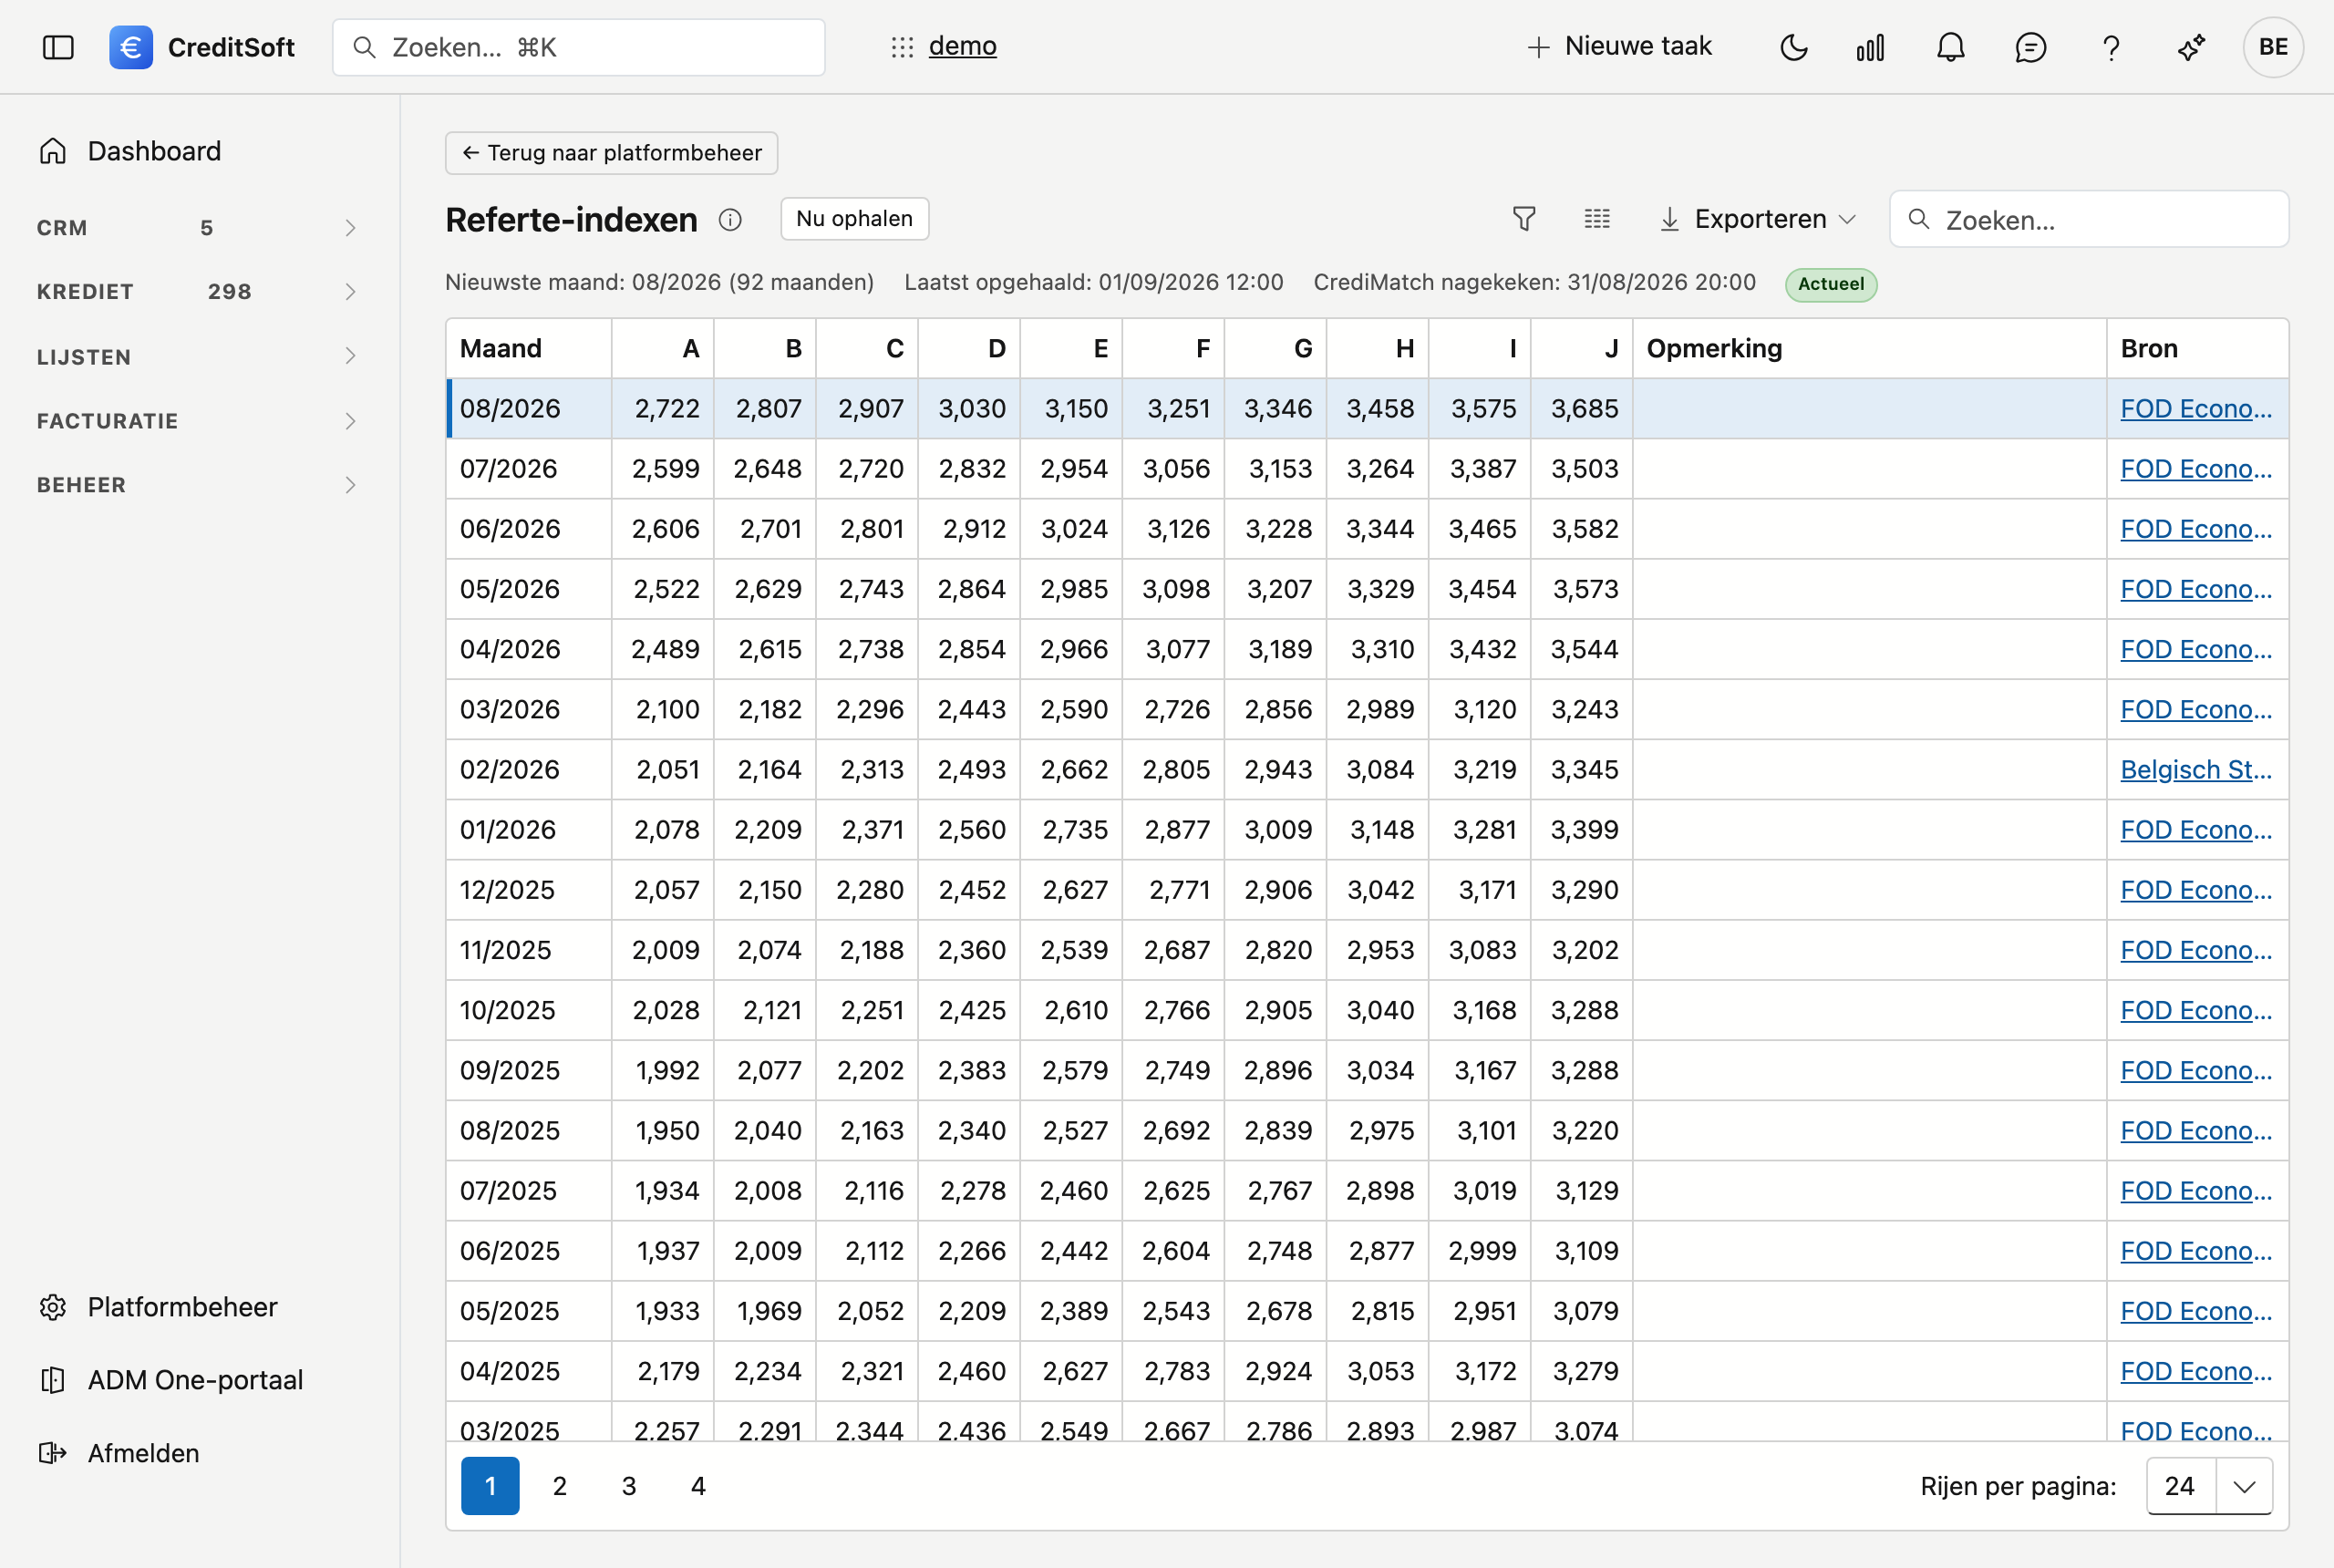 CreditSoft
Zoeken... ⌘K
demo
Nieuwe taak
BE
Dashboard
CRM 5
KREDIET 298
LIJSTEN
FACTURATIE
BEHEER
Platformbeheer
ADM One-portaal
Afmelden
← Terug naar platformbeheer
Referte-indexen
Nu ophalen
Exporteren
Zoeken...
Nieuwste maand: 08/2026 (92 maanden) Laatst opgehaald: 01/09/2026 12:00 CrediMatch nagekeken: 31/08/2026 20:00 Actueel
Maand A B C D E F G H I J Opmerking Bron
08/2026 2,722 2,807 2,907 3,030 3,150 3,251 3,346 3,458 3,575 3,685 FOD Econo...
07/2026 2,599 2,648 2,720 2,832 2,954 3,056 3,153 3,264 3,387 3,503 FOD Econo...
06/2026 2,606 2,701 2,801 2,912 3,024 3,126 3,228 3,344 3,465 3,582 FOD Econo...
05/2026 2,522 2,629 2,743 2,864 2,985 3,098 3,207 3,329 3,454 3,573 FOD Econo...
04/2026 2,489 2,615 2,738 2,854 2,966 3,077 3,189 3,310 3,432 3,544 FOD Econo...
03/2026 2,100 2,182 2,296 2,443 2,590 2,726 2,856 2,989 3,120 3,243 FOD Econo...
02/2026 2,051 2,164 2,313 2,493 2,662 2,805 2,943 3,084 3,219 3,345 Belgisch St...
01/2026 2,078 2,209 2,371 2,560 2,735 2,877 3,009 3,148 3,281 3,399 FOD Econo...
12/2025 2,057 2,150 2,280 2,452 2,627 2,771 2,906 3,042 3,171 3,290 FOD Econo...
11/2025 2,009 2,074 2,188 2,360 2,539 2,687 2,820 2,953 3,083 3,202 FOD Econo...
10/2025 2,028 2,121 2,251 2,425 2,610 2,766 2,905 3,040 3,168 3,288 FOD Econo...
09/2025 1,992 2,077 2,202 2,383 2,579 2,749 2,896 3,034 3,167 3,288 FOD Econo...
08/2025 1,950 2,040 2,163 2,340 2,527 2,692 2,839 2,975 3,101 3,220 FOD Econo...
07/2025 1,934 2,008 2,116 2,278 2,460 2,625 2,767 2,898 3,019 3,129 FOD Econo...
06/2025 1,937 2,009 2,112 2,266 2,442 2,604 2,748 2,877 2,999 3,109 FOD Econo...
05/2025 1,933 1,969 2,052 2,209 2,389 2,543 2,678 2,815 2,951 3,079 FOD Econo...
04/2025 2,179 2,234 2,321 2,460 2,627 2,783 2,924 3,053 3,172 3,279 FOD Econo...
03/2025 2,257 2,291 2,344 2,436 2,549 2,667 2,786 2,893 2,987 3,074 FOD Econo...
1 2 3 4
Rijen per pagina: 24